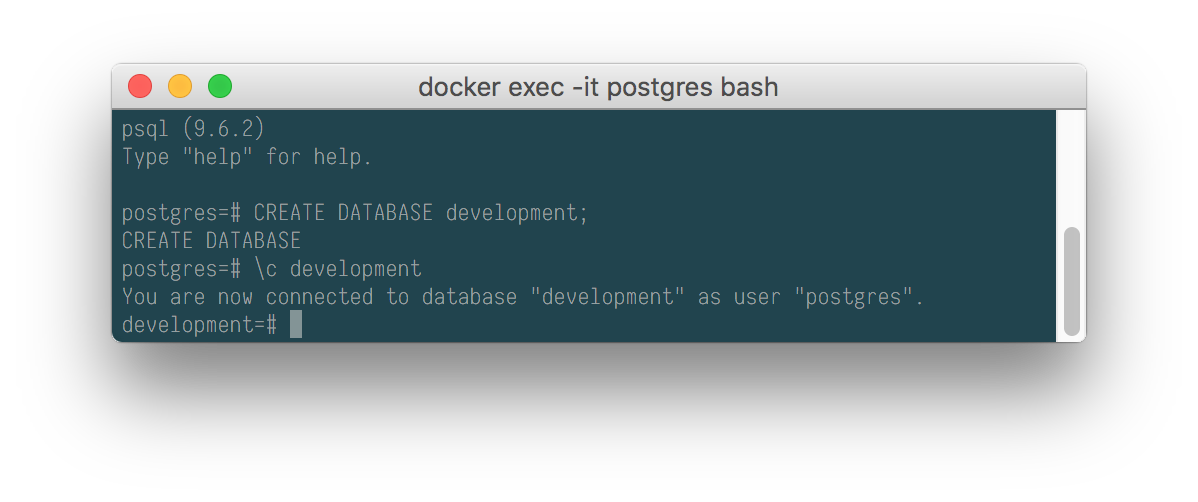 docker exec -it postgres bash
psql (9.6.2)
Type "help" for help.
postgres=# CREATE DATABASE development;
CREATE DATABASE
postgres=# \c development
You are now connected to database "development" as user "postgres".
development=#